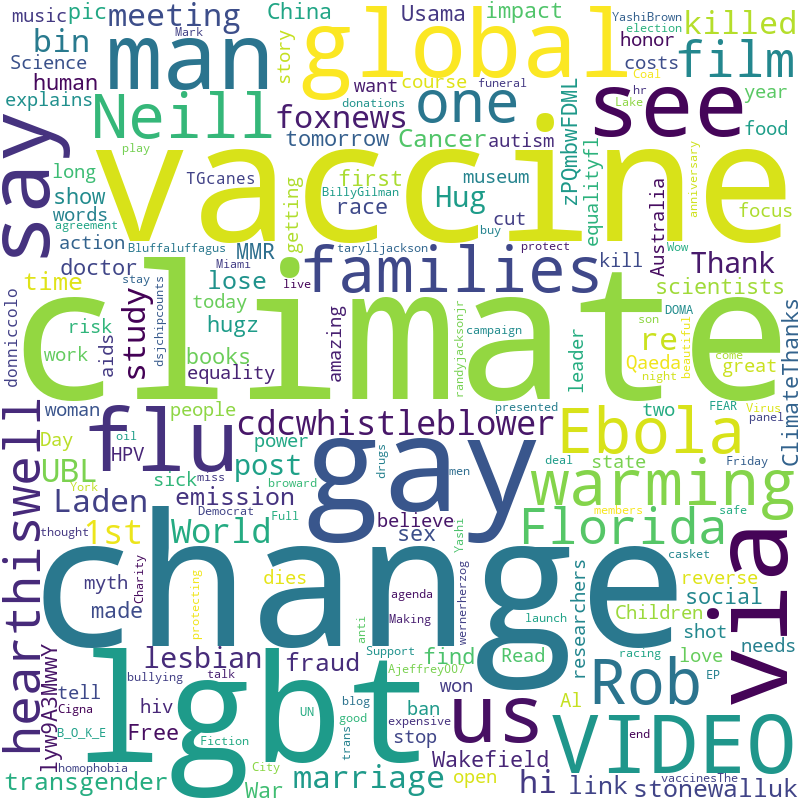 music pic meeting China Usama impact YashiBrown killed
Mark election
bin man global story honor film
Science human costs
explains want course funeral Coal hr year
Neill foxnews donations one see Lake food
say tomorrow Cancer autism zPQmbwFDML
play
long vaccine
show TGcanes first museum equalityfl focus
words race BillyGilman Hug cut anniversary
agreement getting buy
action Bluffaluffagus MMR tarylljackson protect kill Australia Wow
doctor Miami families Thank
time stay lose live scientists
donniccolo aids study dsjchipcounts hugz today amazing randyjacksonjr campaign leader re son DOMA ClimateThanks
risk climate Qaeda beautiful come great
work books night
equality
woman people presented two FEAR Virus
flu cdcwhistleblower Ebola panel
Day oil HPV power drugs men deal state Friday
UBL miss post gay warming
York sick broward members safe
Laden emission Democrat Full believe Florida
hearthiswell thought 1st World sex Yashi via
change casket
myth Charity protecting dies wernerherzog researchers reverse
made agenda launch Children social
anti Making shot
lyw9A3MwwY lesbian fraud Support find Read racing love needs
bullying talk Ajeffrey007
tell lgbt won us Rob Al EP
Cigna hiv UN blog ban
B_O_K_E Free Fiction good expensive stop VIDEO
trans Wakefield end
homophobia City open vaccinesThe
transgender War marriage hi link stonewalluk